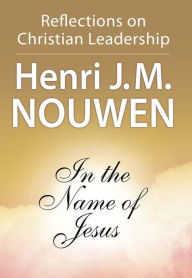 Reflections on
Christian Leadership
Henri J.M.
NOUWEN
In the
Name of
Jesus